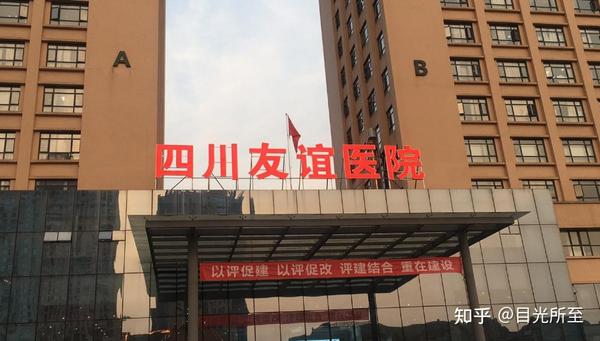 A
B
四川友谊医院
以评促建 以评促改 评建结合 重在建设
知乎 @目光所至